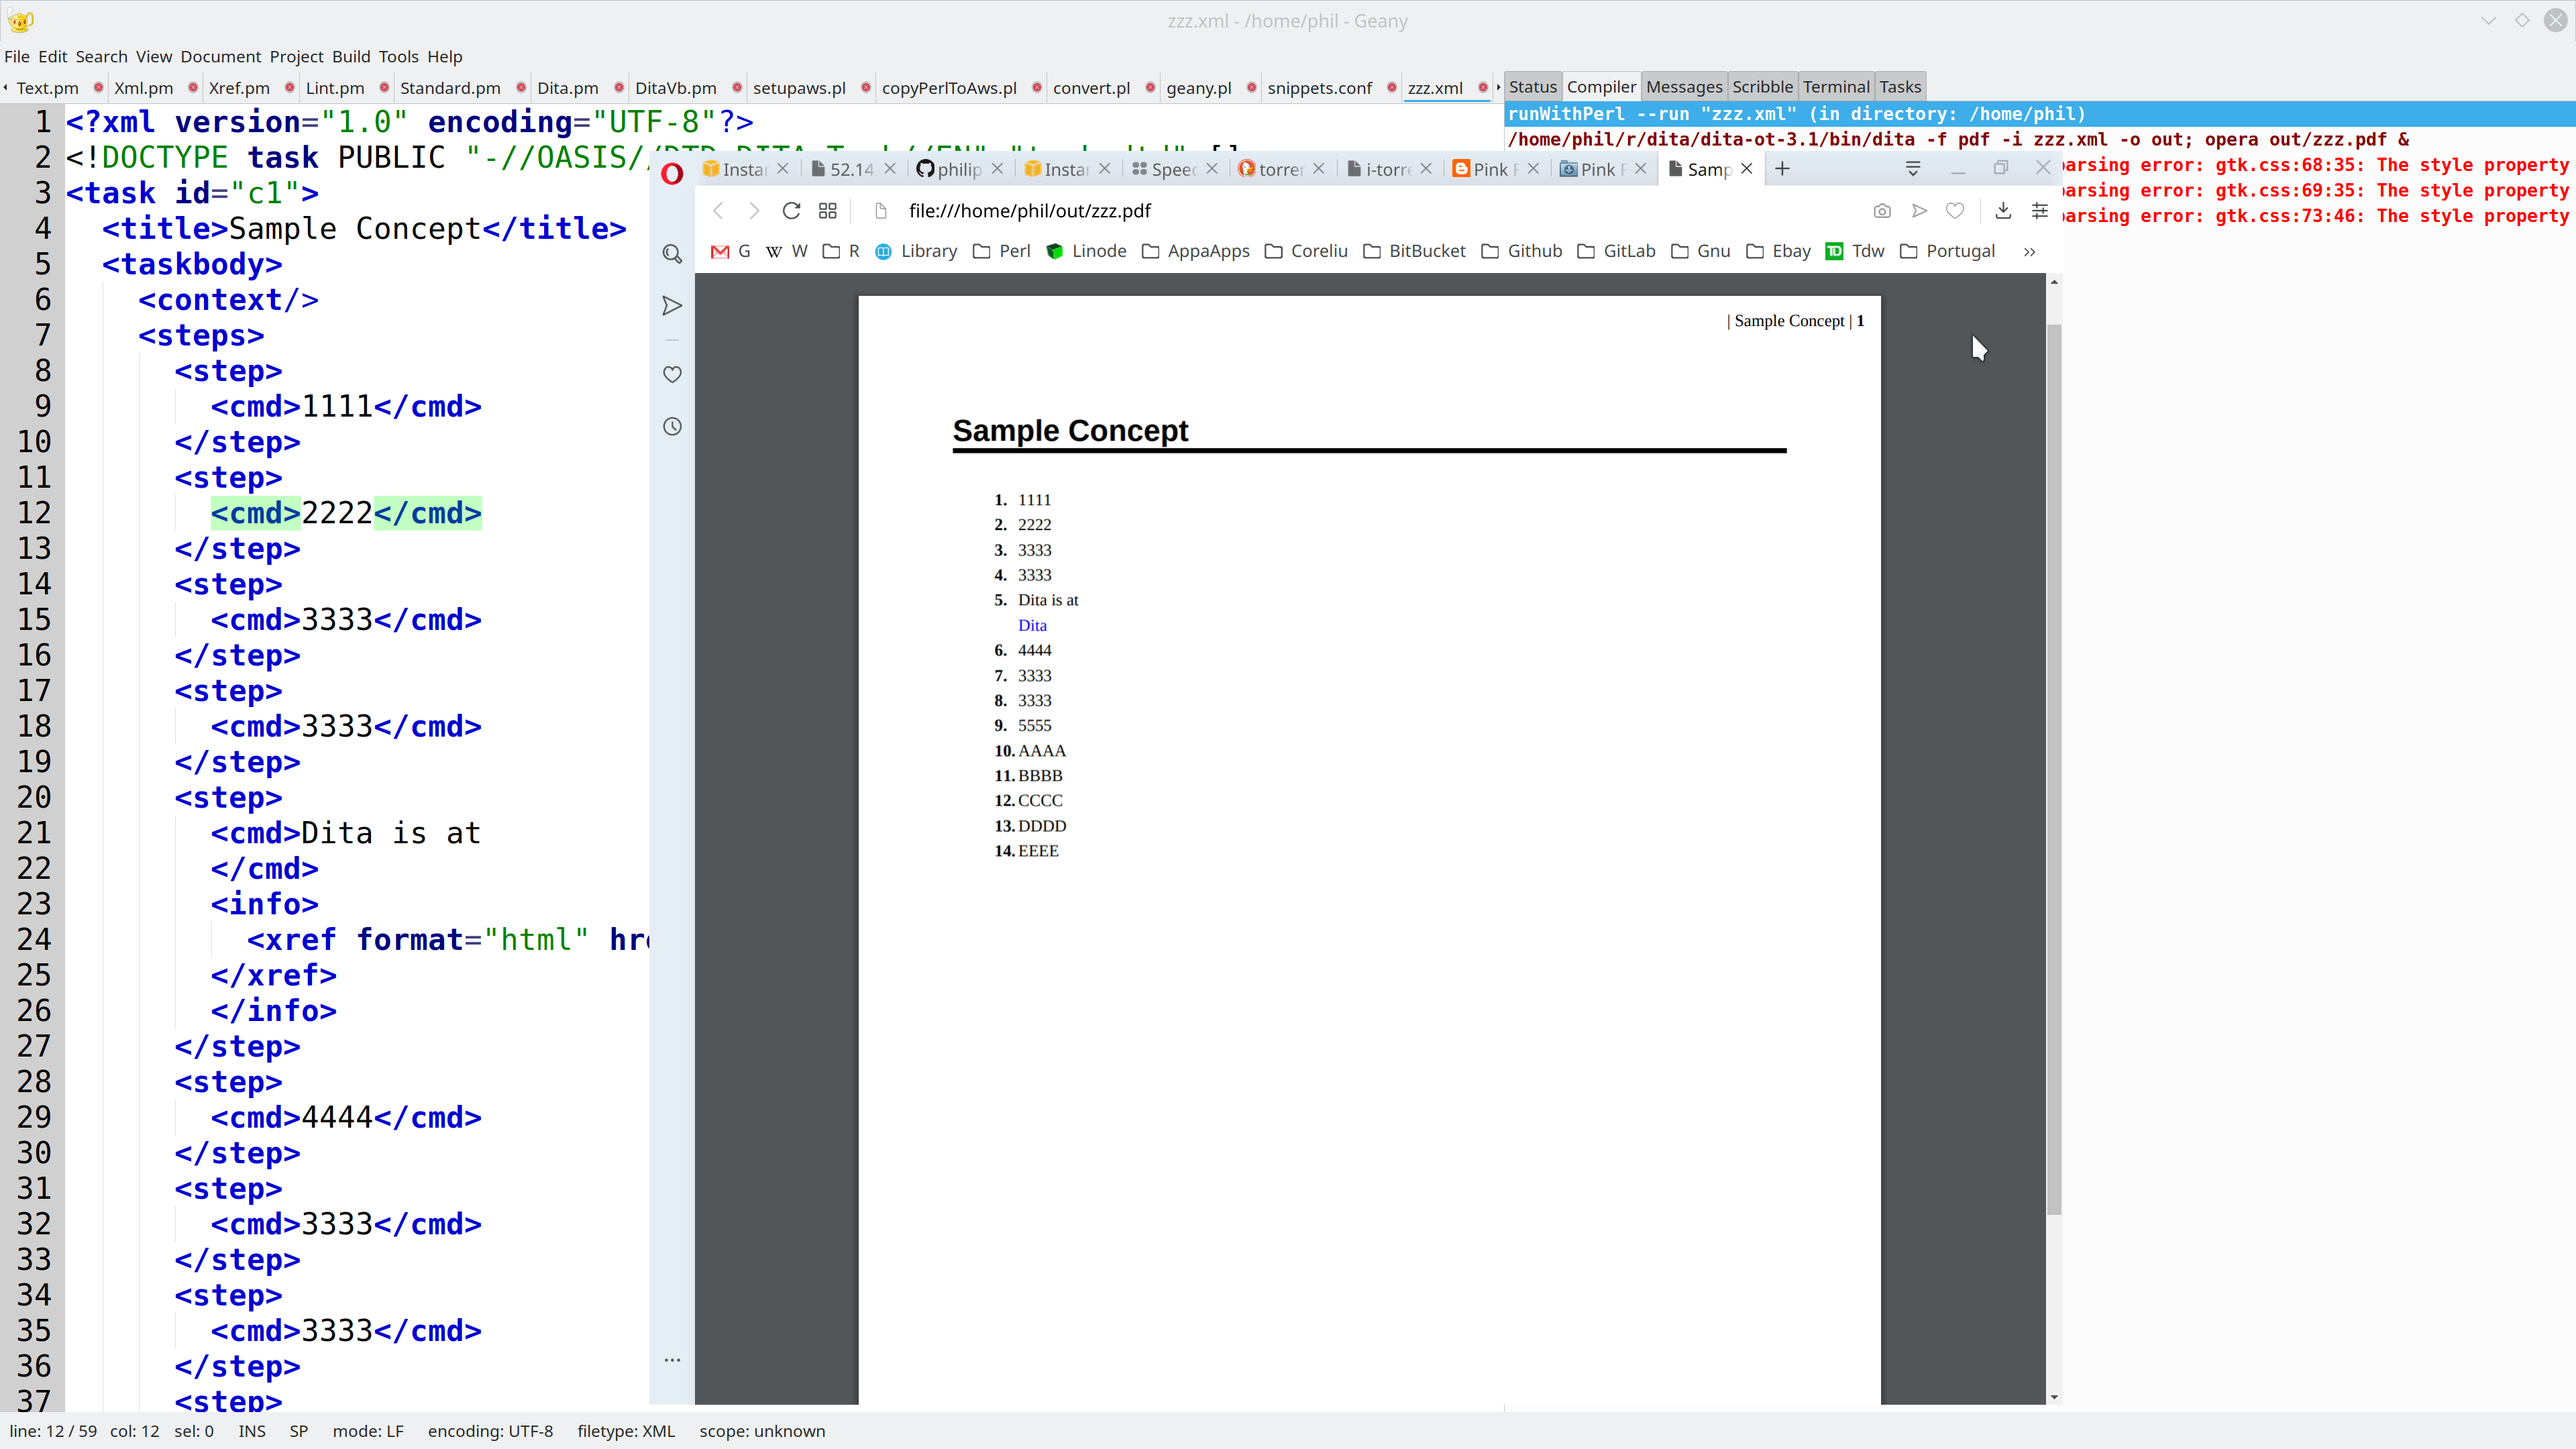 zzz.xml - /home/phil - Geany
File Edit Search View Document Project Build Tools Help
Text.pm Xml.pm Xref.pm Lint.pm Standard.pm Dita.pm DitaVb.pm setupaws.pl copyPerlToAws.pl convert.pl geany.pl snippets.conf zzz.xml
Status Compiler Messages Scribble Terminal Tasks
runWithPerl --run "zzz.xml" (in directory: /home/phil)
/home/phil/r/dita/dita-ot-3.1/bin/dita -f pdf -i zzz.xml -o out; opera out/zzz.pdf &
parsing error: gtk.css:68:35: The style property
parsing error: gtk.css:69:35: The style property
parsing error: gtk.css:73:46: The style property
1 <?xml version="1.0" encoding="UTF-8"?>
2 <!DOCTYPE task PUBLIC "-//OASIS//
3 <task id="c1">
4 <title>Sample Concept</title>
5 <taskbody>
6 <context/>
7 <steps>
8 <step>
9 <cmd>1111</cmd>
10 </step>
11 <step>
12 <cmd>2222</cmd>
13 </step>
14 <step>
15 <cmd>3333</cmd>
16 </step>
17 <step>
18 <cmd>3333</cmd>
19 </step>
20 <step>
21 <cmd>Dita is at
22 </cmd>
23 <info>
24 <xref format="html"
25 </xref>
26 </info>
27 </step>
28 <step>
29 <cmd>4444</cmd>
30 </step>
31 <step>
32 <cmd>3333</cmd>
33 </step>
34 <step>
35 <cmd>3333</cmd>
36 </step>
37 <step>
Instar 52.14 philip Instar Speed torrer i-torre Pink Pink Samp
file:///home/phil/out/zzz.pdf
G W R Library Perl Linode AppaApps Coreliu BitBucket Github GitLab Gnu Ebay Tdw Portugal »
| Sample Concept | 1
Sample Concept
1. 1111
2. 2222
3. 3333
4. 3333
5. Dita is at
Dita
6. 4444
7. 3333
8. 3333
9. 5555
10. AAAA
11. BBBB
12. CCCC
13. DDDD
14. EEEE
line: 12 / 59 col: 12 sel: 0 INS SP mode: LF encoding: UTF-8 filetype: XML scope: unknown